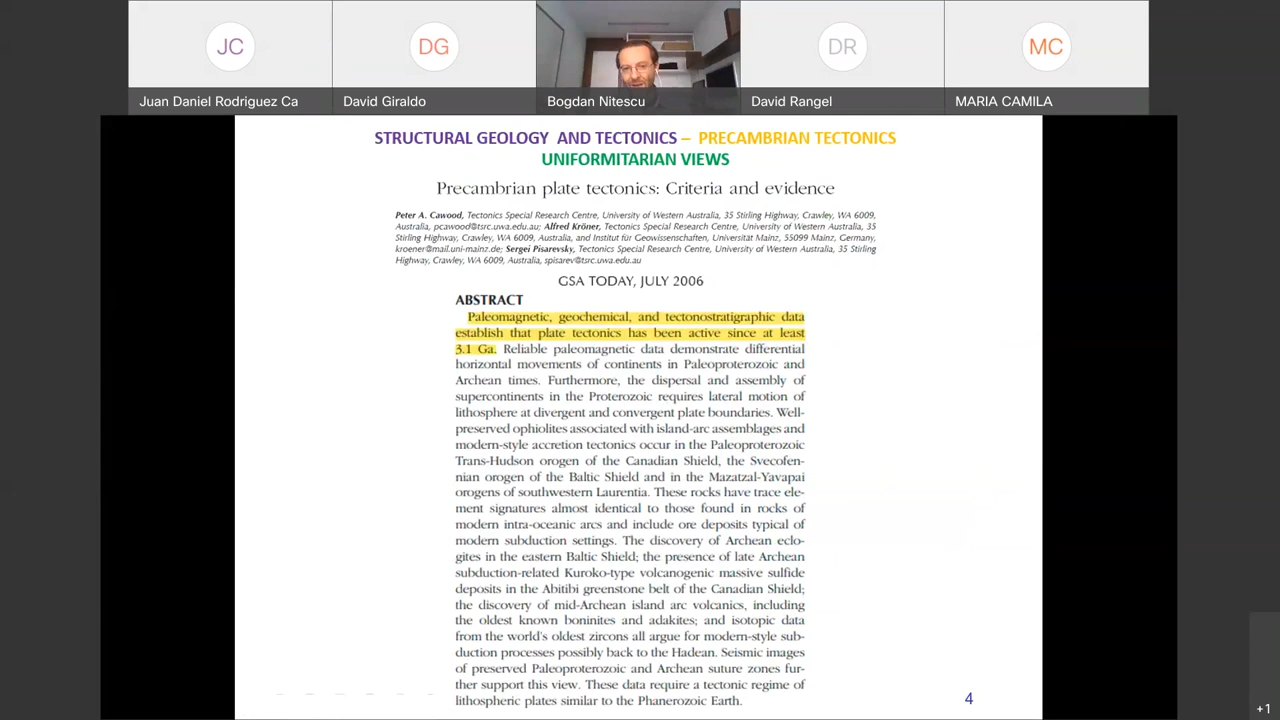 JC
DG
DR
MC
Juan Daniel Rodriguez Ca
David Giraldo
Bogdan Nitescu
David Rangel
MARIA CAMILA
STRUCTURAL GEOLOGY AND TECTONICS – PRECAMBRIAN TECTONICS
UNIFORMITARIAN VIEWS
Precambrian plate tectonics: Criteria and evidence
Peter A. Cawood, Tectonics Special Research Centre, University of Western Australia, 35 Stirling Highway, Crawley, WA 6009,
Australia, pcawood@tsrc.uwa.edu.au; Alfred Kröner, Tectonics Special Research Centre, University of Western Australia, 35
Stirling Highway, Crawley, WA 6009, Australia, and Institut für Geowissenschaften, Universität Mainz, 55099 Mainz, Germany,
kroener@mail.uni-mainz.de; Sergei Pisarevsky, Tectonics Special Research Centre, University of Western Australia, 35 Stirling
Highway, Crawley, WA 6009, Australia, spisarev@tsrc.uwa.edu.au
GSA TODAY, JULY 2006
ABSTRACT
Paleomagnetic, geochemical, and tectonostratigraphic data
establish that plate tectonics has been active since at least
3.1 Ga. Reliable paleomagnetic data demonstrate differential
horizontal movements of continents in Paleoproterozoic and
Archean times. Furthermore, the dispersal and assembly of
supercontinents in the Proterozoic requires lateral motion of
lithosphere at divergent and convergent plate boundaries. Well-
preserved ophiolites associated with island-arc assemblages and
modern-style accretion tectonics occur in the Paleoproterozoic
Trans-Hudson orogen of the Canadian Shield, the Svecofen-
nian orogen of the Baltic Shield and in the Mazatzal-Yavapai
orogens of southwestern Laurentia. These rocks have trace ele-
ment signatures almost identical to those found in rocks of
modern intra-oceanic arcs and include ore deposits typical of
modern subduction settings. The discovery of Archean eclo-
gites in the eastern Baltic Shield; the presence of late Archean
subduction-related Kuroko-type volcanogenic massive sulfide
deposits in the Abitibi greenstone belt of the Canadian Shield;
the discovery of mid-Archean island arc volcanics, including
the oldest known boninites and adakites; and isotopic data
from the world's oldest zircons all argue for modern-style sub-
duction processes possibly back to the Hadean. Seismic images
of preserved Paleoproterozoic and Archean suture zones fur-
ther support this view. These data require a tectonic regime of
lithospheric plates similar to the Phanerozoic Earth.
4
+1